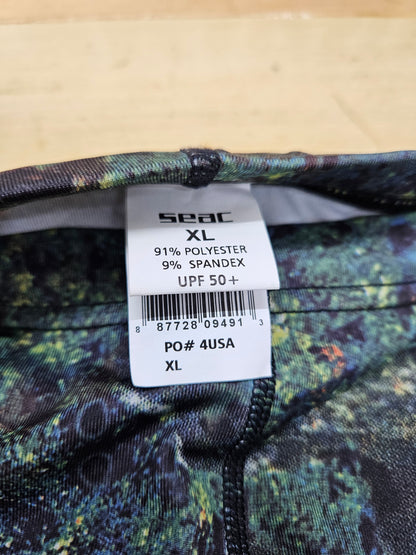 seac
XL
91% POLYESTER
9% SPANDEX
UPF 50+
8 87728 09491 3
PO# 4USA
XL